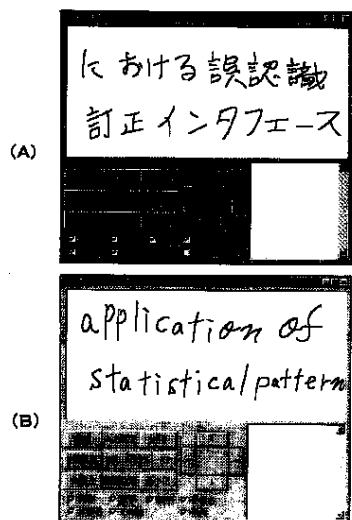 (A)
における誤認識
訂正インタフェース
(B)
application of
statistical pattern